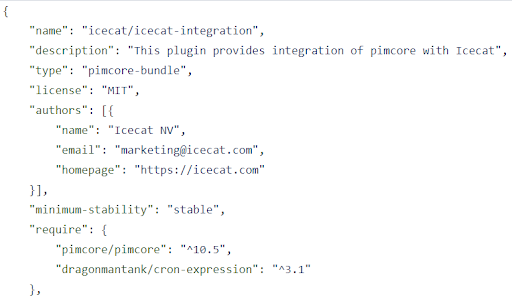 {
"name": "icecat/icecat-integration",
"description": "This plugin provides integration of pimcore with Icecat",
"type": "pimcore-bundle",
"license": "MIT",
"authors": [{
"name": "Icecat NV",
"email": "marketing@icecat.com",
"homepage": "https://icecat.com"
}],
"minimum-stability": "stable",
"require": {
"pimcore/pimcore": "^10.5",
"dragonmantank/cron-expression": "^3.1"
},